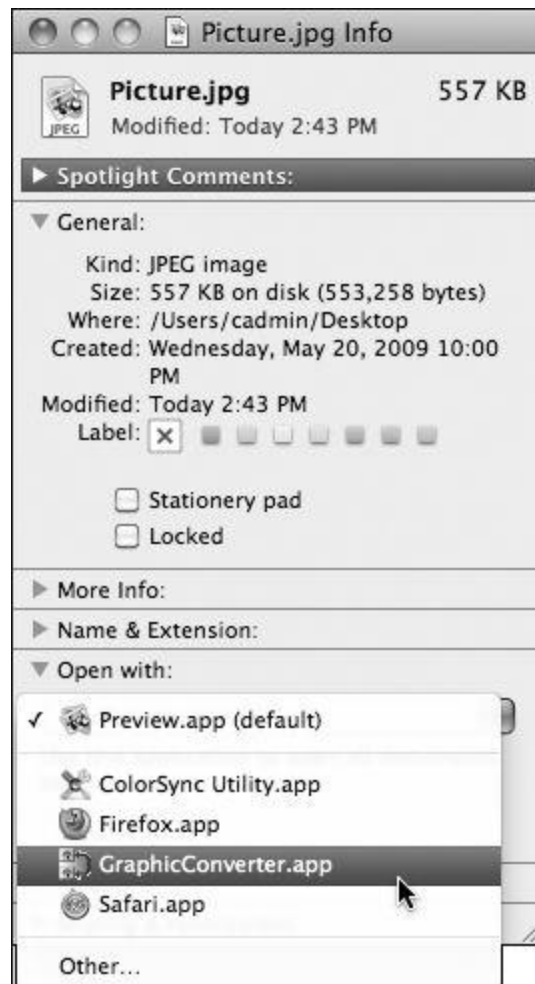 Picture.jpg Info
Picture.jpg 557 KB
JPEG
Modified: Today 2:43 PM
Spotlight Comments:
General:
Kind: JPEG image
Size: 557 KB on disk (553,258 bytes)
Where: /Users/cadmin/Desktop
Created: Wednesday, May 20, 2009 10:00
PM
Modified: Today 2:43 PM
Label:
Stationery pad
Locked
More Info:
Name & Extension:
Open with:
✓ Preview.app (default)
ColorSync Utility.app
Firefox.app
GraphicConverter.app
Safari.app
Other...